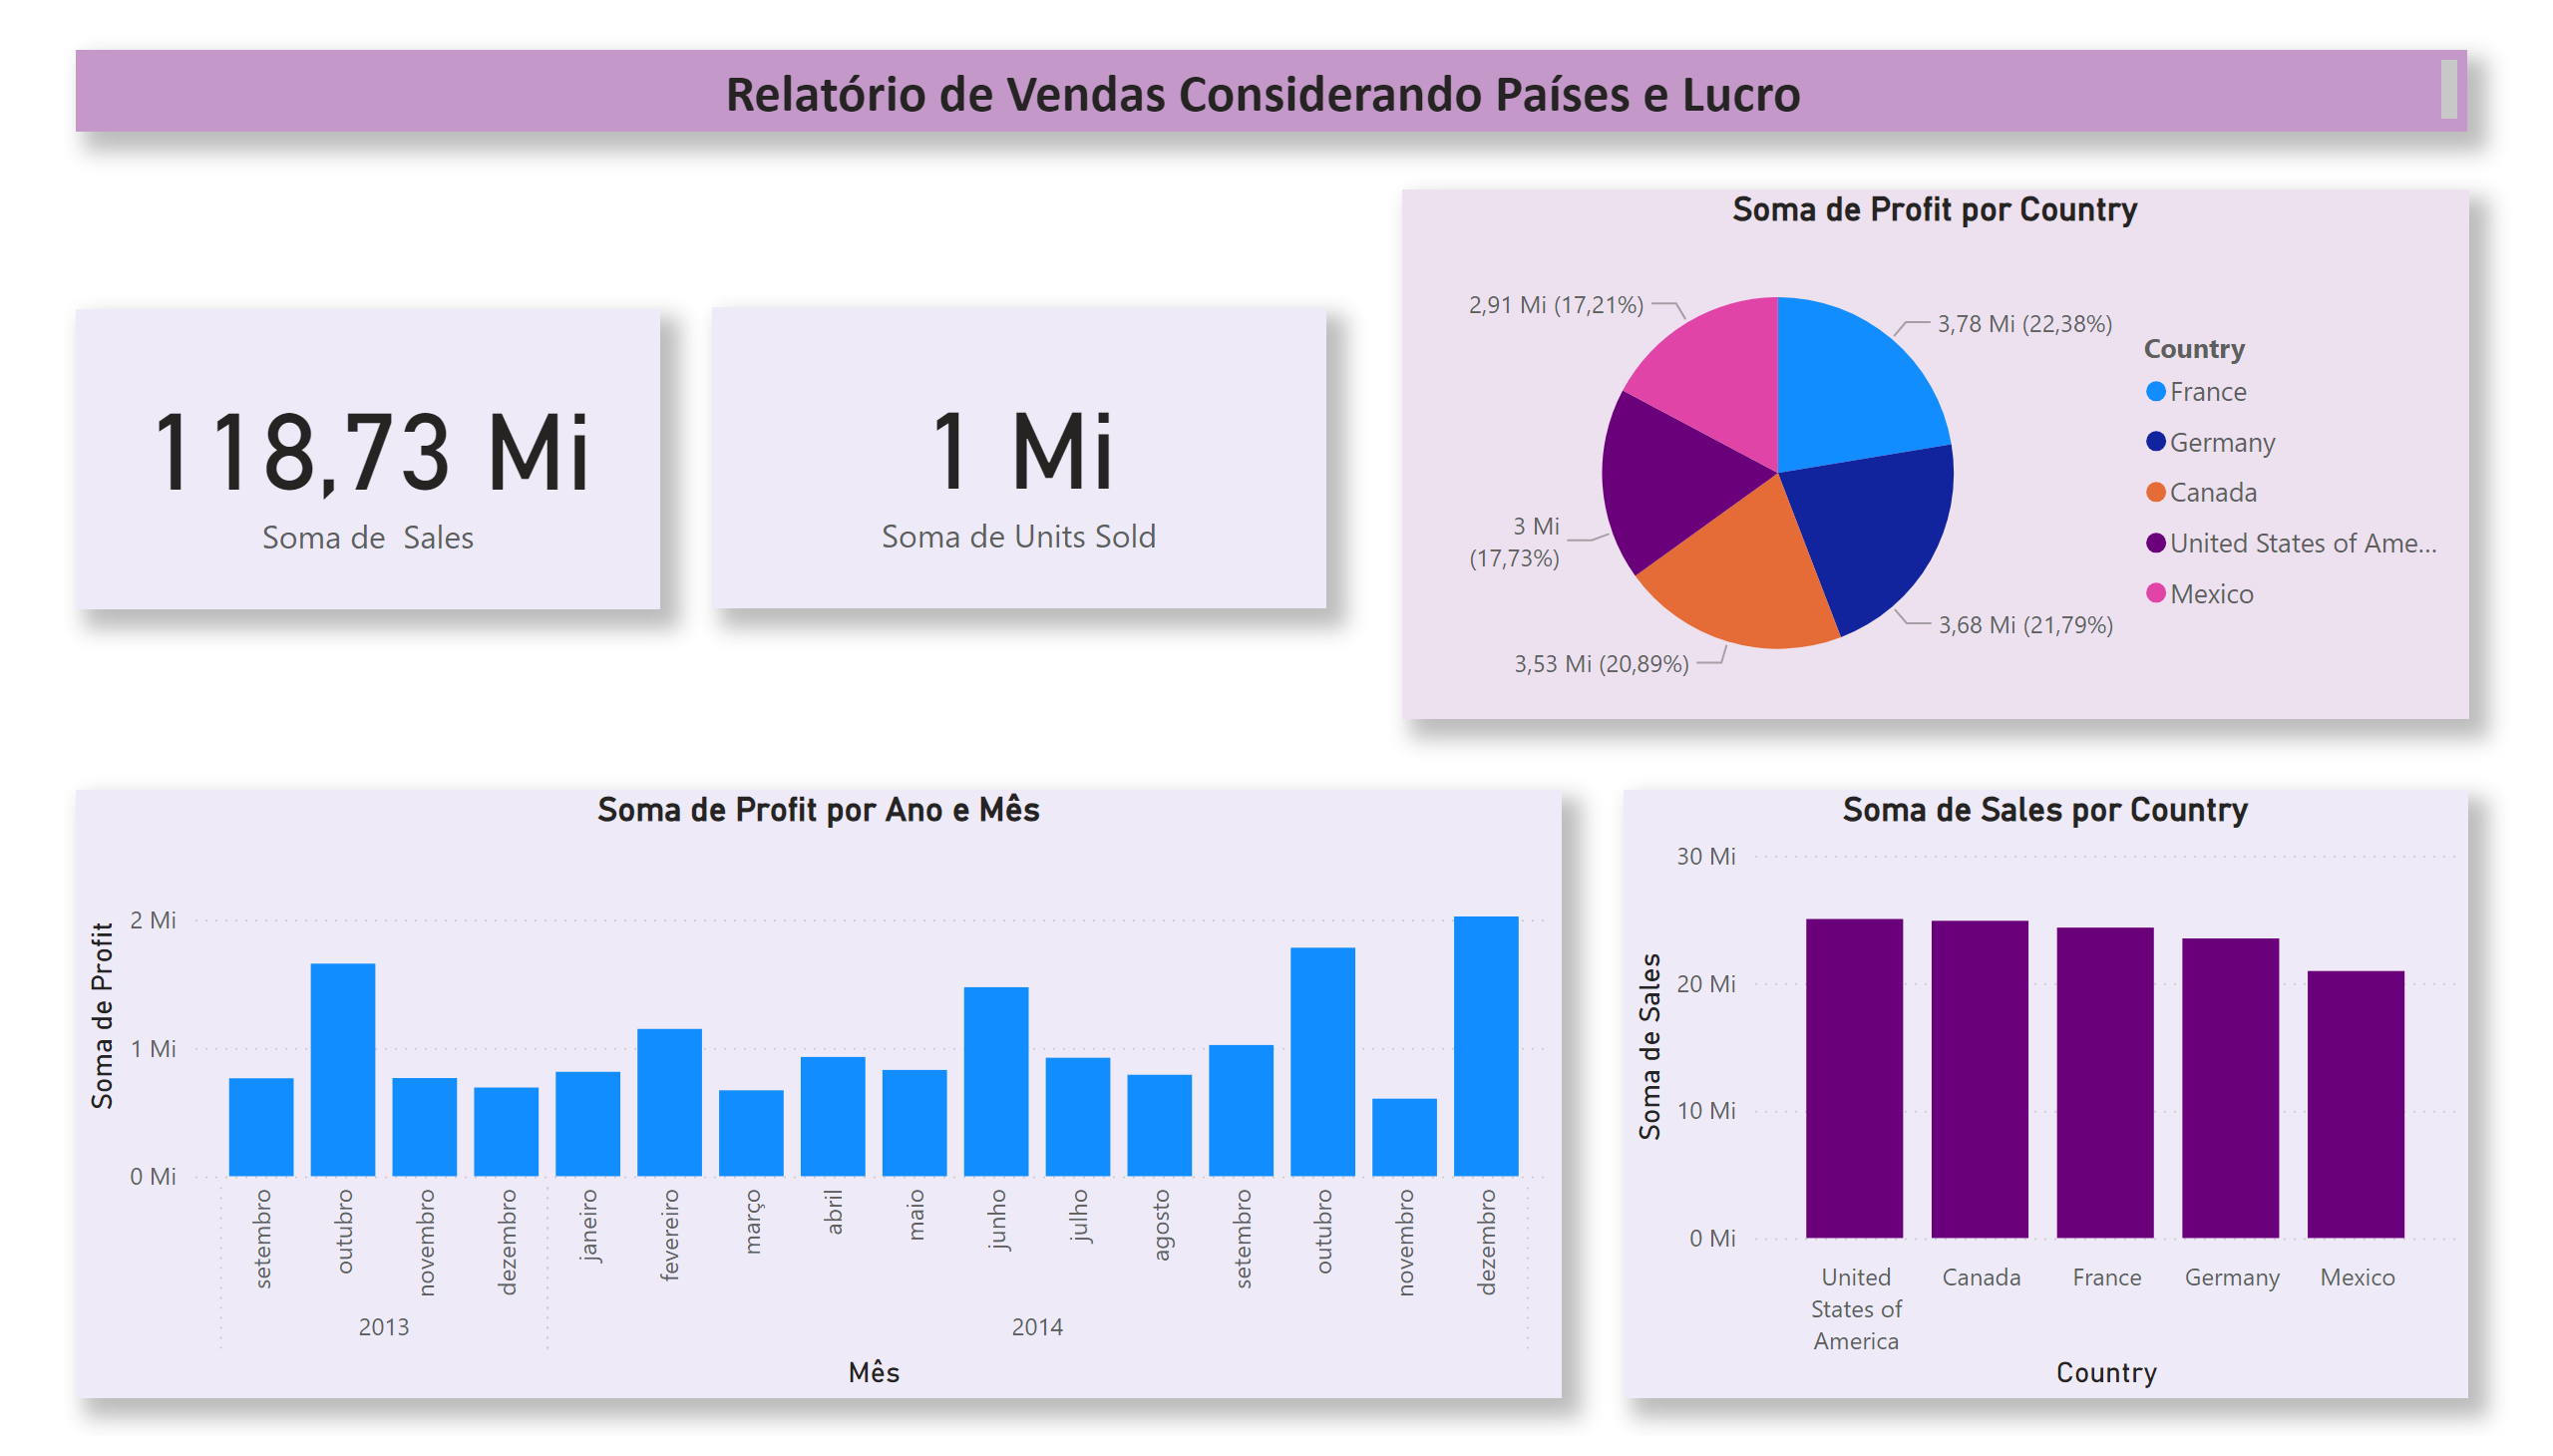 Relatório de Vendas Considerando Países e Lucro
118,73 Mi
Soma de  Sales
1 Mi
Soma de Units Sold
Soma de Profit por Country
2,91 Mi (17,21%)
3,78 Mi (22,38%)
3 Mi
(17,73%)
3,53 Mi (20,89%)
3,68 Mi (21,79%)
Country
France
Germany
Canada
United States of Ame...
Mexico
Soma de Profit por Ano e Mês
Soma de Profit
2 Mi
1 Mi
0 Mi
setembro
outubro
novembro
dezembro
janeiro
fevereiro
março
abril
maio
junho
julho
agosto
setembro
outubro
novembro
dezembro
2013
2014
Mês
Soma de Sales por Country
Soma de Sales
30 Mi
20 Mi
10 Mi
0 Mi
United
States of
America
Canada
France
Germany
Mexico
Country